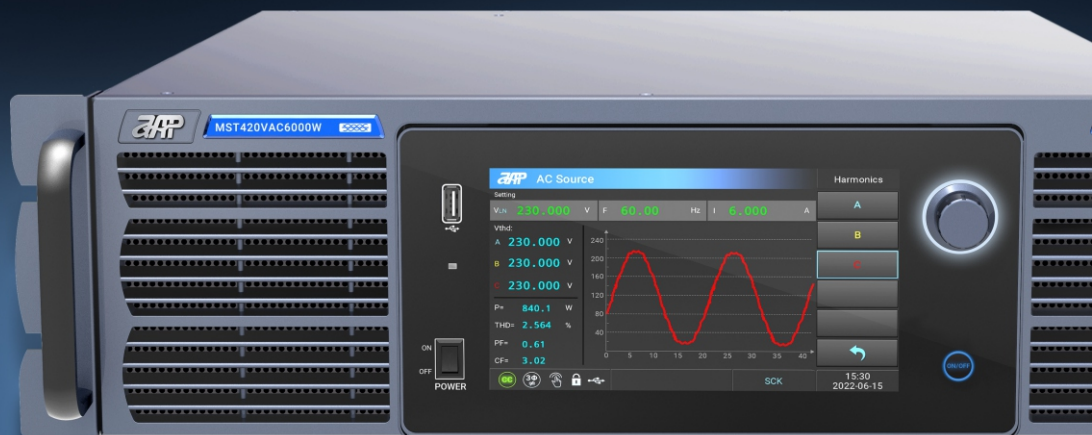 MST420VAC6000W
AC Source
Harmonics
Setting
VLN 230.000 V F 60.00 Hz I 6.000 A
A
Vthd:
A 230.000 V
B 230.000 V
C 230.000 V
B
P= 840.1 W
THD= 2.564 %
PF= 0.61
CF= 3.02
240
200
160
120
80
40
0 5 10 15 20 25 30 35 40
SCK
15:30
2022-06-15
ON
OFF
POWER
ON/OFF